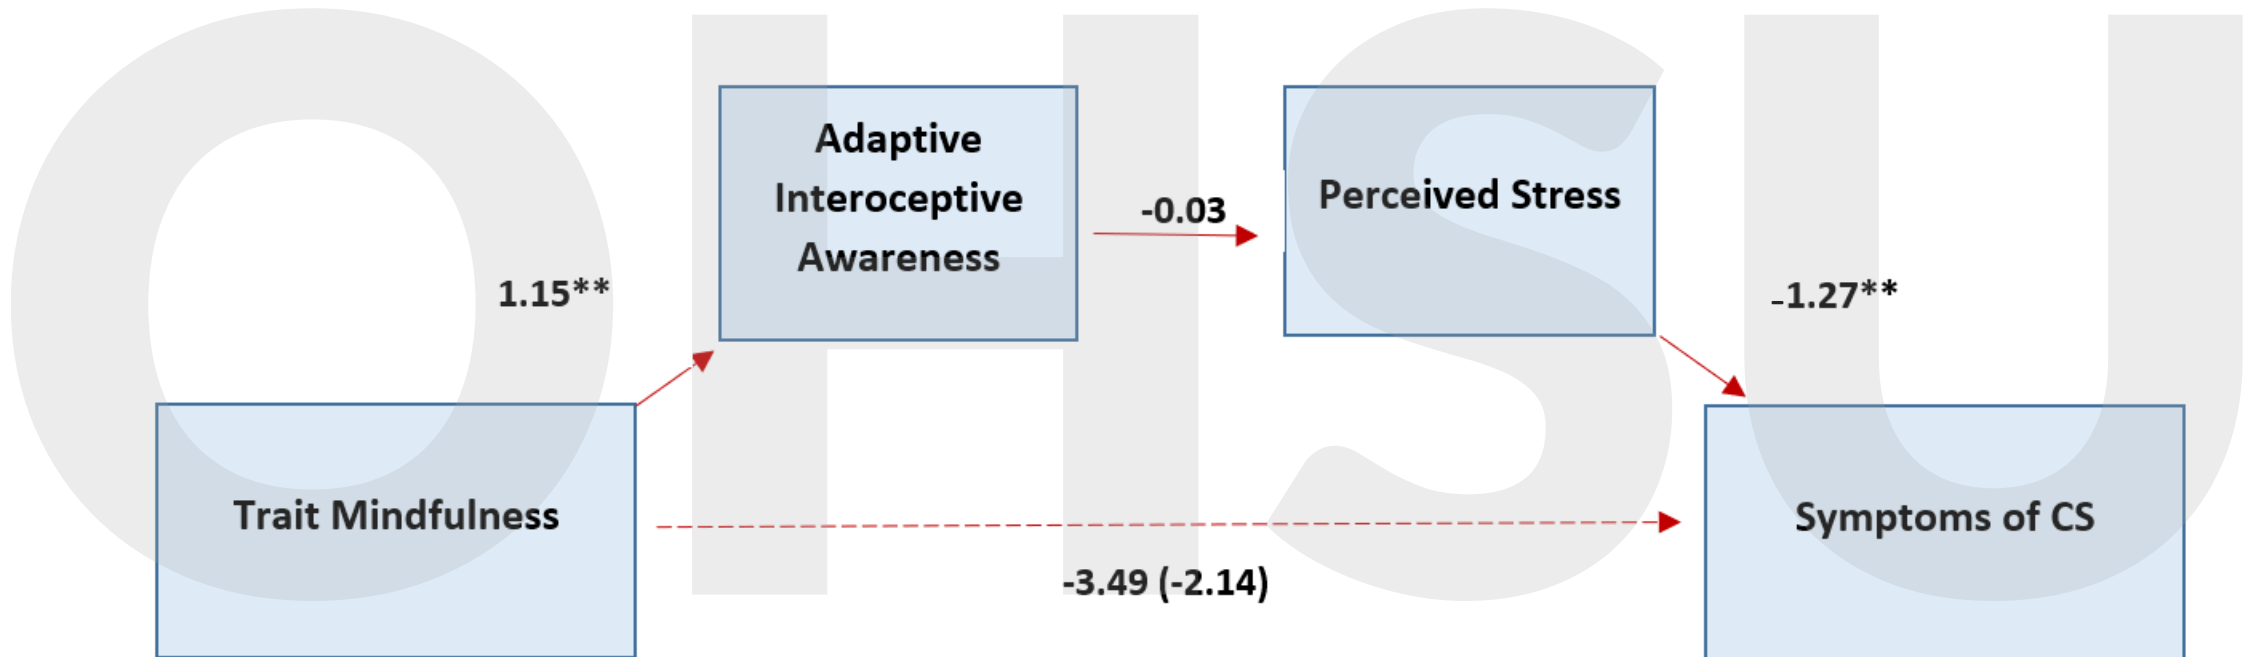 OHSU
Adaptive
Interoceptive
Awareness
-0.03
Perceived Stress
1.15**
-1.27**
Trait Mindfulness
Symptoms of CS
-3.49 (-2.14)